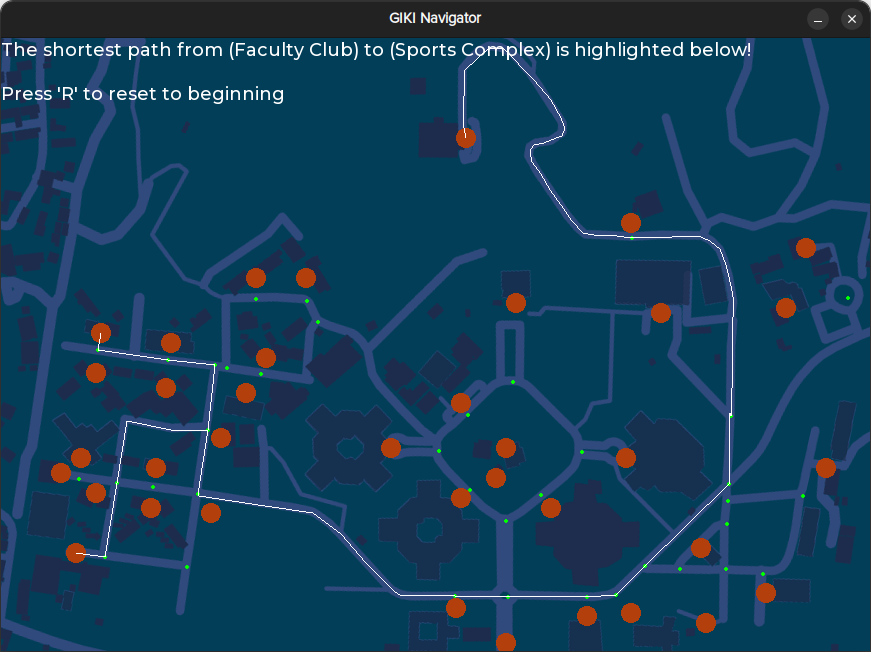 GIKI Navigator
The shortest path from (Faculty Club) to (Sports Complex) is highlighted below!
Press 'R' to reset to beginning